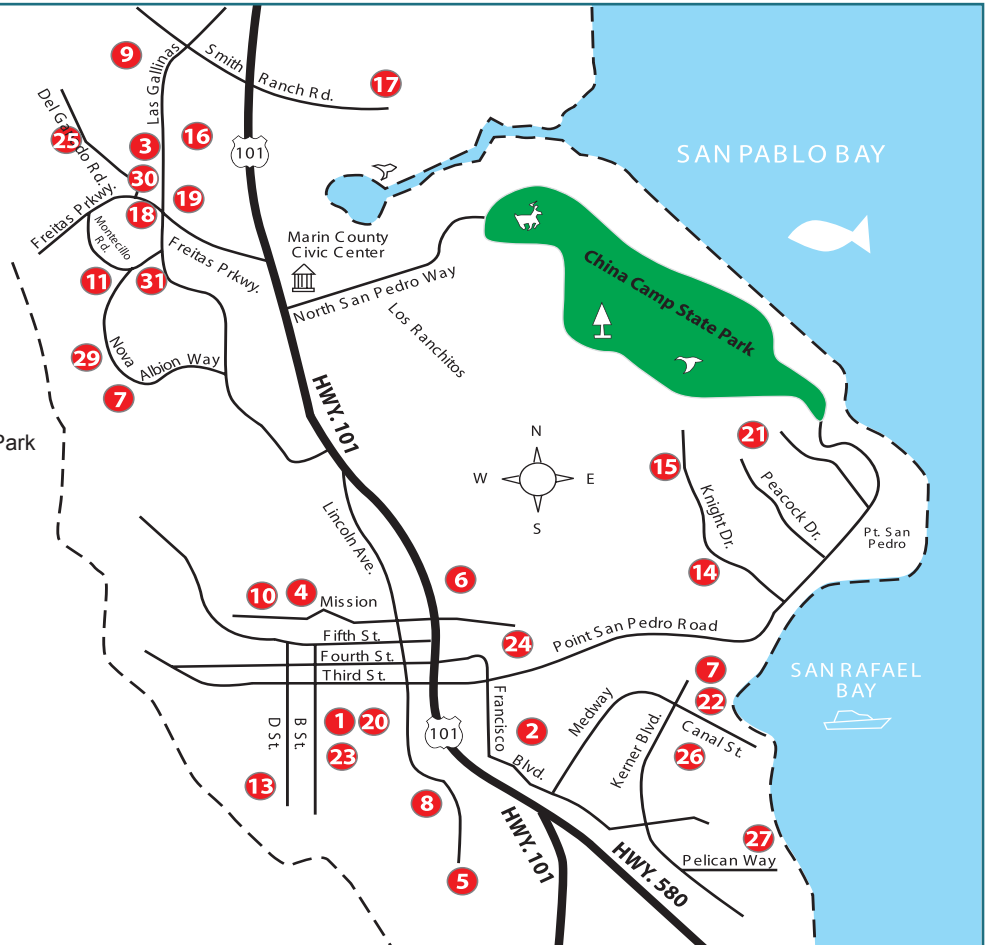 9
Las Gallinas
Smith Ranch Rd.
17
Del Ga do Rd.
25
3
16
101
30
SAN PABLO BAY
19
18
Freitas Prkwy.
Montecillo
Rd.
Freitas Prkwy.
Marin County
Civic Center
China Camp State Park
11
31
North San Pedro Way
Los Ranchitos
29
Nova
Albion Way
7
HWY. 101
Park
N
W
E
S
21
15
Knight Dr.
Peacock Dr.
Pt. San
Pedro
Lincoln Ave.
14
6
10
4
Mission
24
Fifth St.
Point San Pedro Road
Fourth St.
Third St.
7
SAN RAFAEL
BAY
22
D St.
B St.
1
20
23
Francisco
Blvd.
2
Medway
Kerner Blvd.
Canal St.
101
26
13
8
HWY. 101
HWY. 580
27
Pelican Way
5